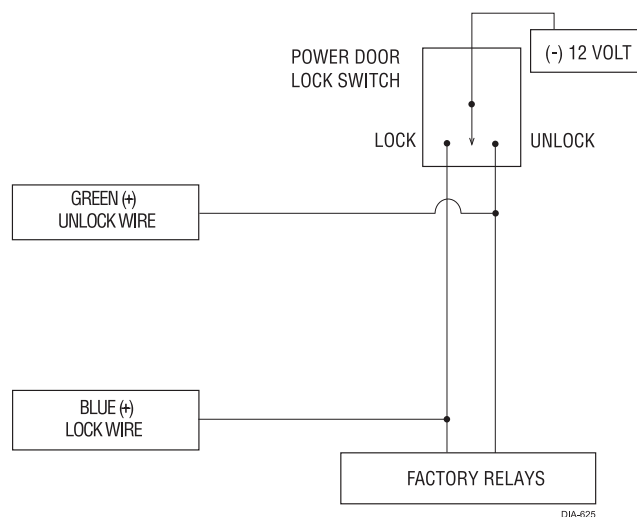 POWER DOOR
LOCK SWITCH
(-) 12 VOLT
LOCK
UNLOCK
GREEN (+)
UNLOCK WIRE
BLUE (+)
LOCK WIRE
FACTORY RELAYS
DIA-625